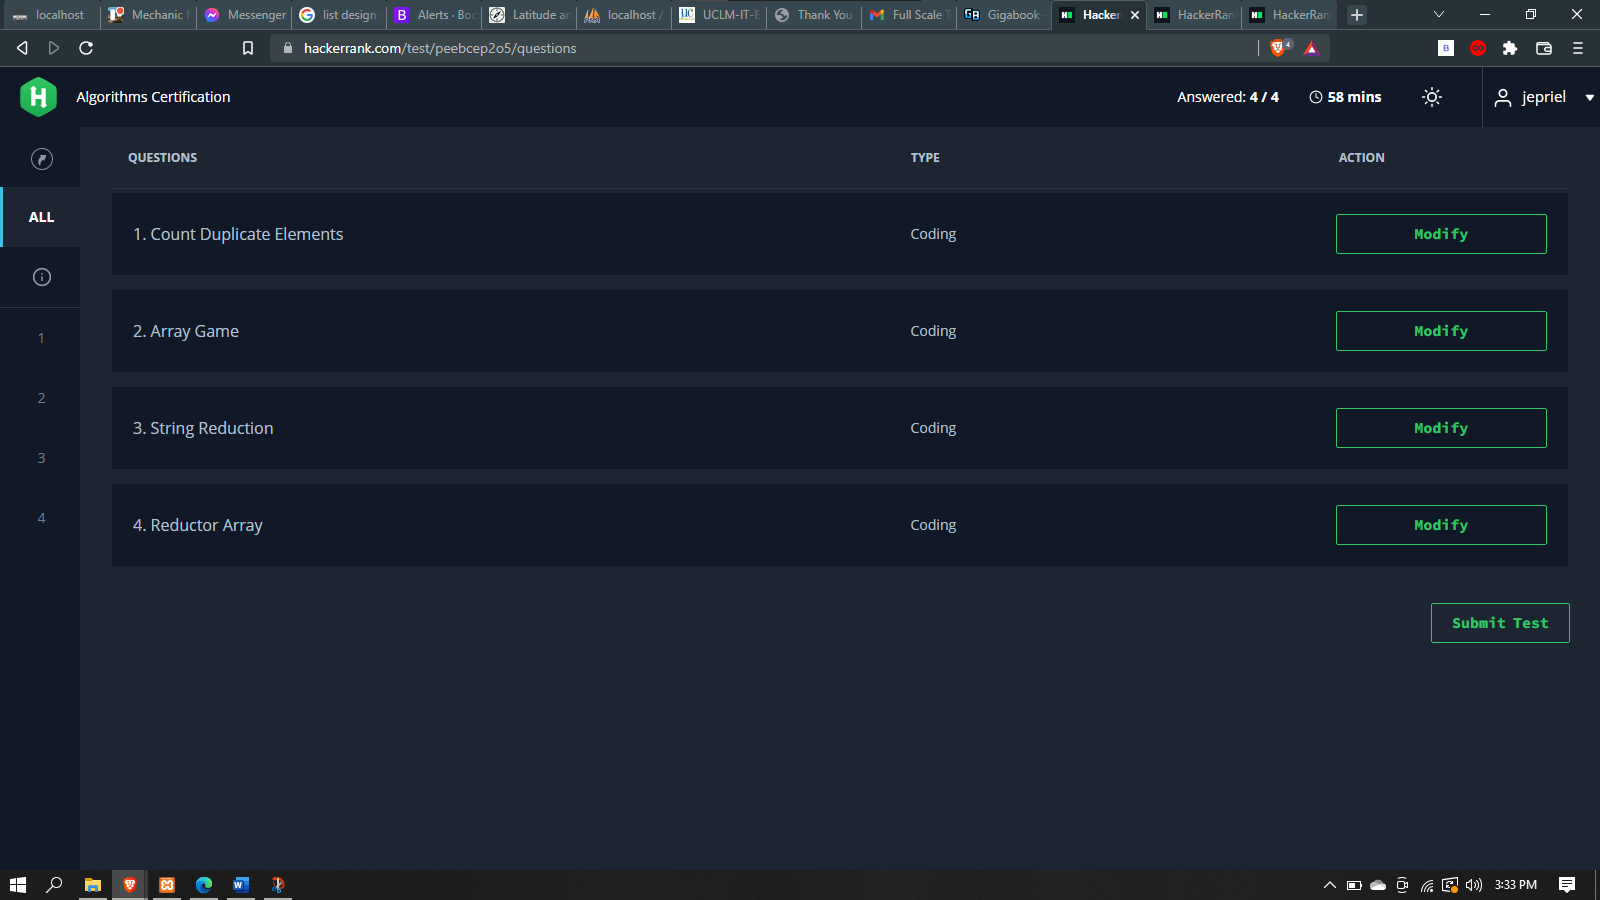 localhost
Mechanic
Messenger
list design
Alerts · Boo
Latitude an
localhost /
UCLM-IT-E
Thank You
Full Scale T
Gigabook
Hacker
HackerRan
HackerRan
hackerrank.com/test/peebcep2o5/questions
4
B
Algorithms Certification
Answered: 4 / 4
58 mins
jepriel
QUESTIONS
TYPE
ACTION
ALL
1. Count Duplicate Elements
Coding
Modify
1
2. Array Game
Coding
Modify
2
3. String Reduction
Coding
Modify
3
4. Reductor Array
Coding
Modify
4
Submit Test
3:33 PM